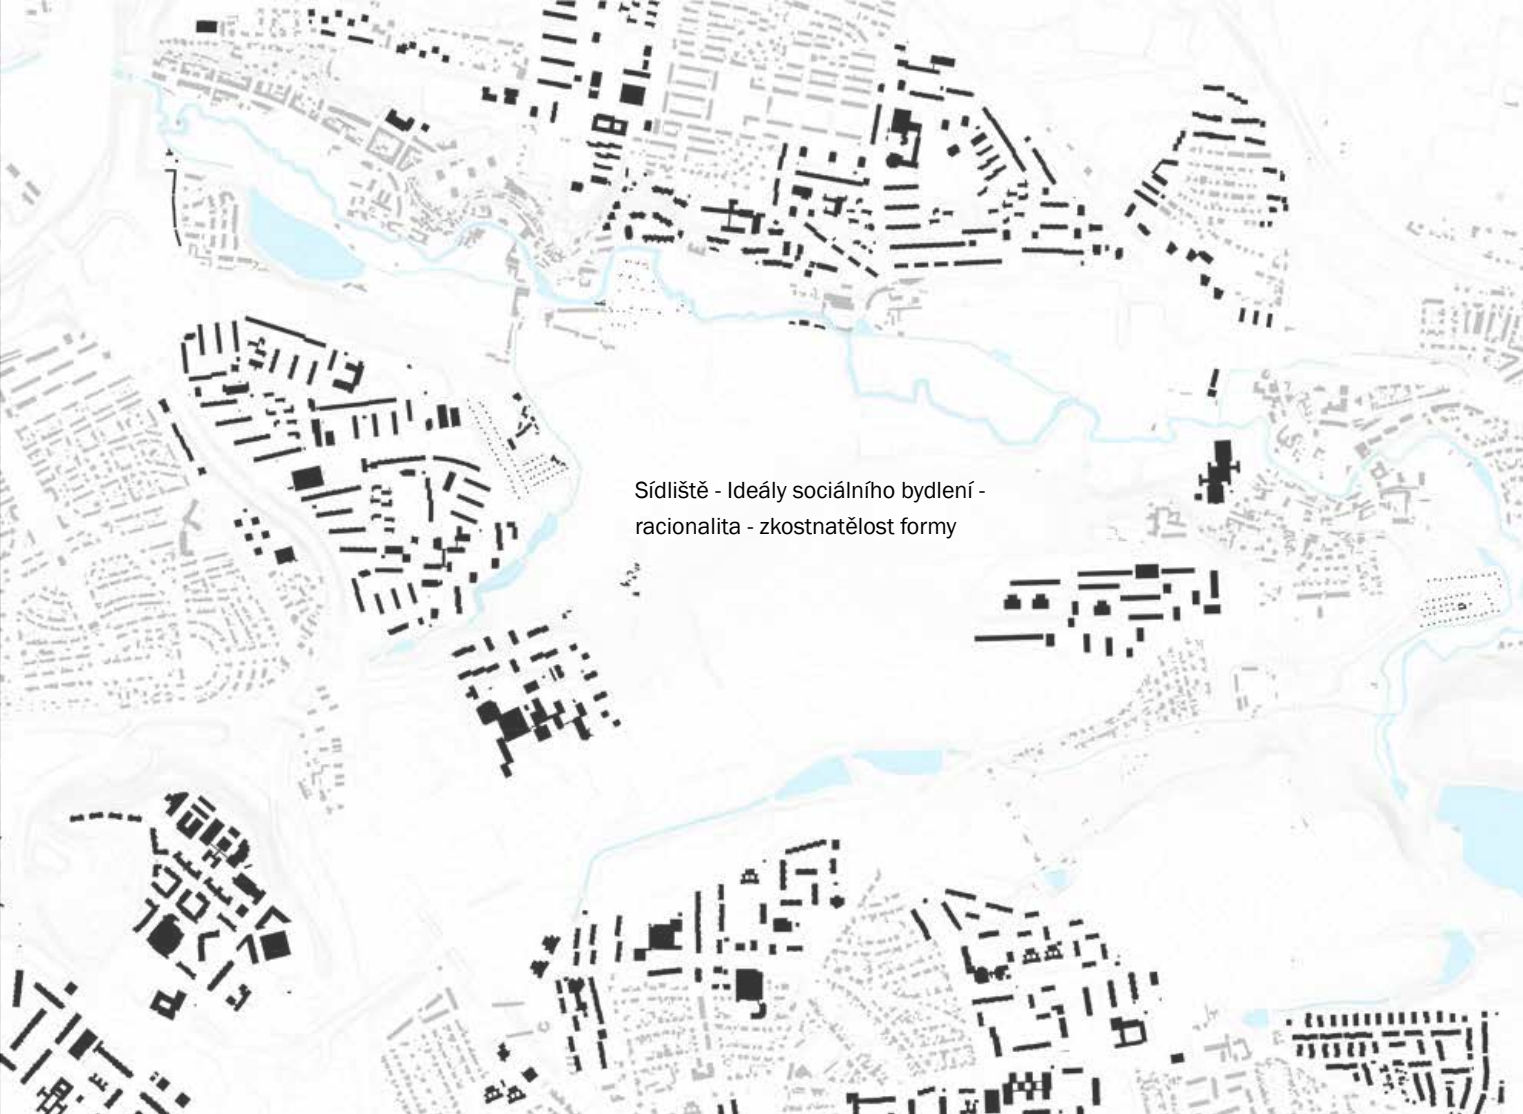 Sídliště - Ideály sociálního bydlení -
racionalita - zkostnatělost formy